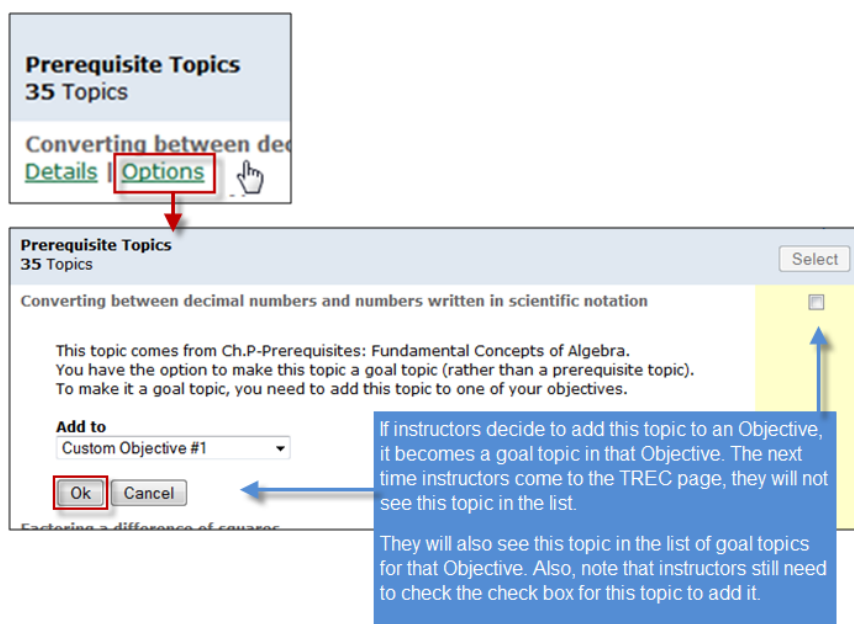 Prerequisite Topics
35 Topics
Converting between dec
Details | Options
Prerequisite Topics
35 Topics
Select
Converting between decimal numbers and numbers written in scientific notation
This topic comes from Ch.P-Prerequisites: Fundamental Concepts of Algebra.
You have the option to make this topic a goal topic (rather than a prerequisite topic).
To make it a goal topic, you need to add this topic to one of your objectives.
Add to
Custom Objective #1
Ok Cancel
If instructors decide to add this topic to an Objective,
it becomes a goal topic in that Objective. The next
time instructors come to the TREC page, they will not
see this topic in the list.
They will also see this topic in the list of goal topics
for that Objective. Also, note that instructors still need
to check the check box for this topic to add it.
Factoring a difference of squares